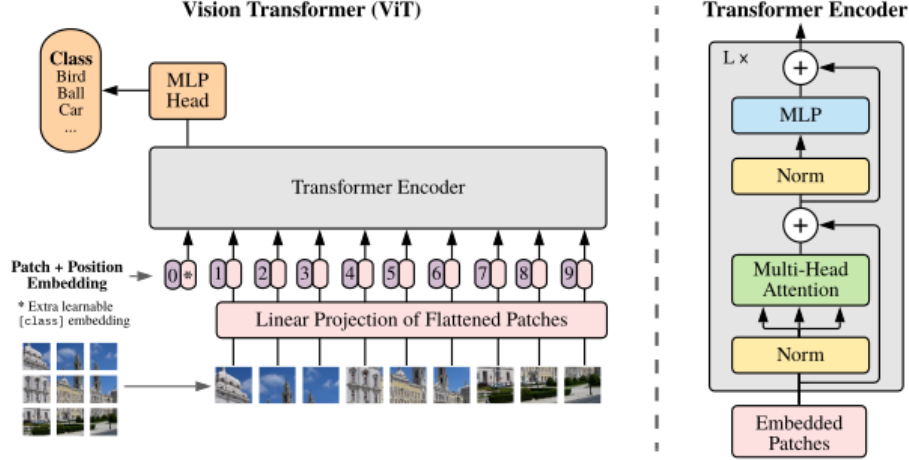 Vision Transformer (ViT)
Class
Bird
Ball
Car
...
MLP
Head
Transformer Encoder
Patch + Position
Embedding
0 * 1 2 3 4 5 6 7 8 9
* Extra learnable
[class] embedding
Linear Projection of Flattened Patches
Transformer Encoder
L ×
+
MLP
Norm
+
Multi-Head
Attention
Norm
Embedded
Patches